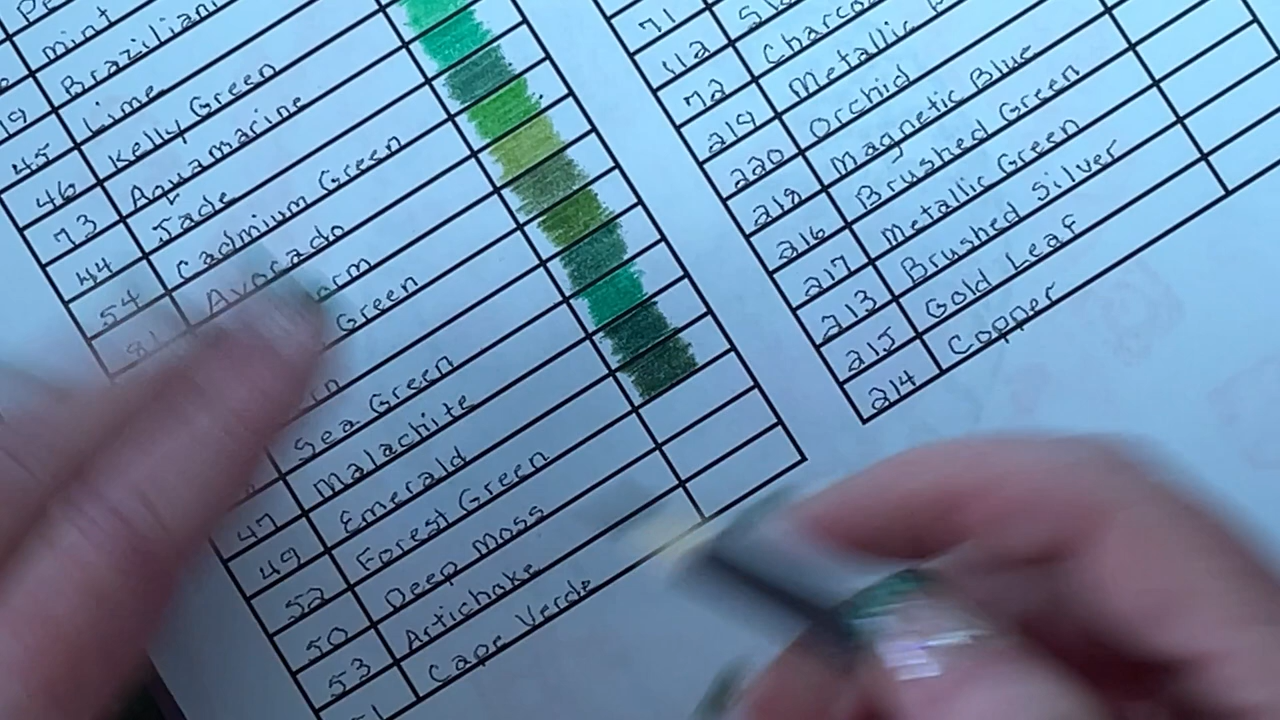 mint
19 Brazilian
45 Lime
46 Kelly Green
73 Aquamarine
44 Jade
54 Cadmium Green
81 Avocado
Green
Sea Green
47 Malachite
49 Emerald
52 Forest Green
50 Deep Moss
53 Artichoke
51 Cape Verde
71
112
72
219 Metallic
220 Orchid
218 Magnetic Blue
216 Brushed Green
217 Metallic Green
213 Brushed Silver
215 Gold Leaf
214 Copper